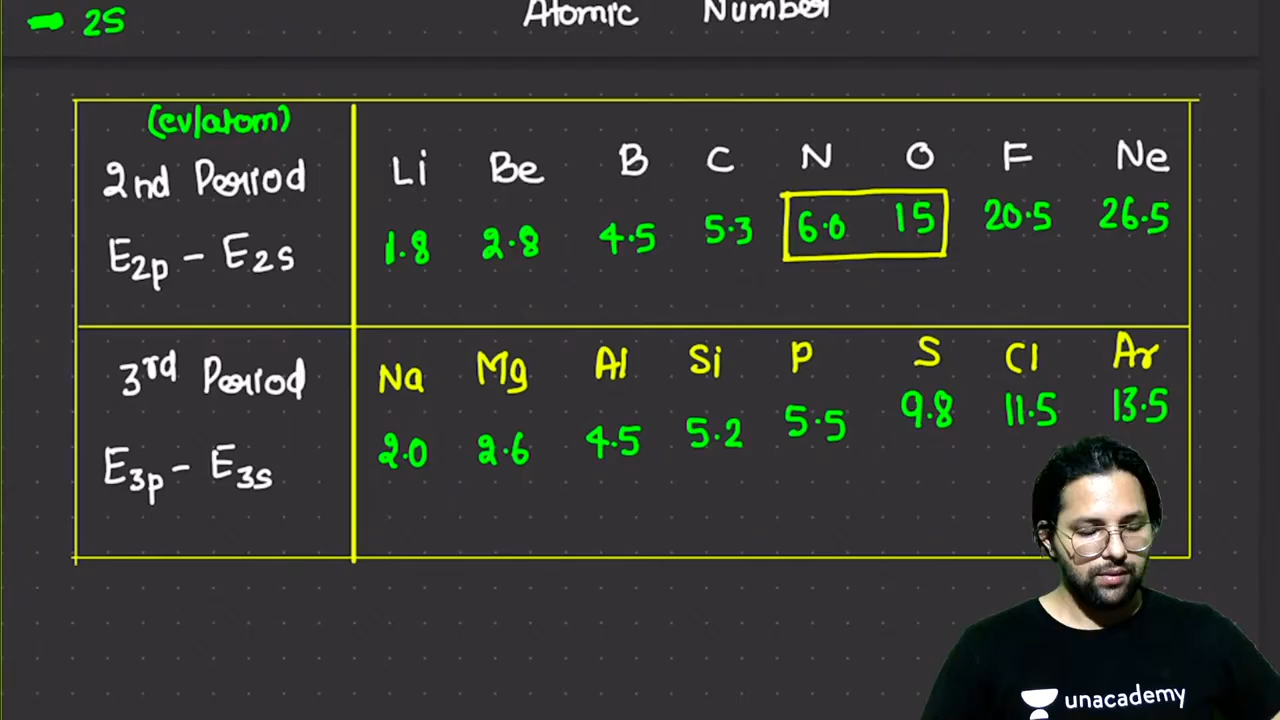 2S Atomic Number
(ev/atom)
2nd Period Li Be B C N O F Ne
E2p - E2s 1.8 2.8 4.5 5.3 6.0 15 20.5 26.5
3rd Period Na Mg Al Si P S Cl Ar
E3p - E3s 2.0 2.6 4.5 5.2 5.5 9.8 11.5 13.5
unacademy